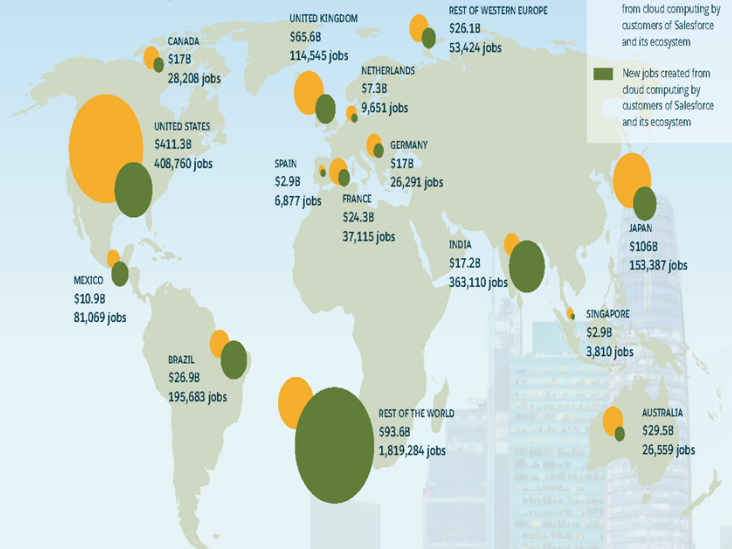 from cloud computing by
customers of Salesforce
and its ecosystem
New jobs created from
cloud computing by
customers of Salesforce
and its ecosystem
REST OF WESTERN EUROPE
$26.1B
53,424 jobs
UNITED KINGDOM
$65.6B
114,545 jobs
CANADA
$17B
28,208 jobs
NETHERLANDS
$7.3B
9,651 jobs
UNITED STATES
$411.3B
408,760 jobs
GERMANY
$17B
26,291 jobs
SPAIN
$2.9B
6,877 jobs
FRANCE
$24.3B
37,115 jobs
JAPAN
$106B
153,387 jobs
INDIA
$17.2B
363,110 jobs
MEXICO
$10.9B
81,069 jobs
SINGAPORE
$2.9B
3,810 jobs
BRAZIL
$26.9B
195,683 jobs
REST OF THE WORLD
$93.6B
1,819,284 jobs
AUSTRALIA
$29.5B
26,559 jobs